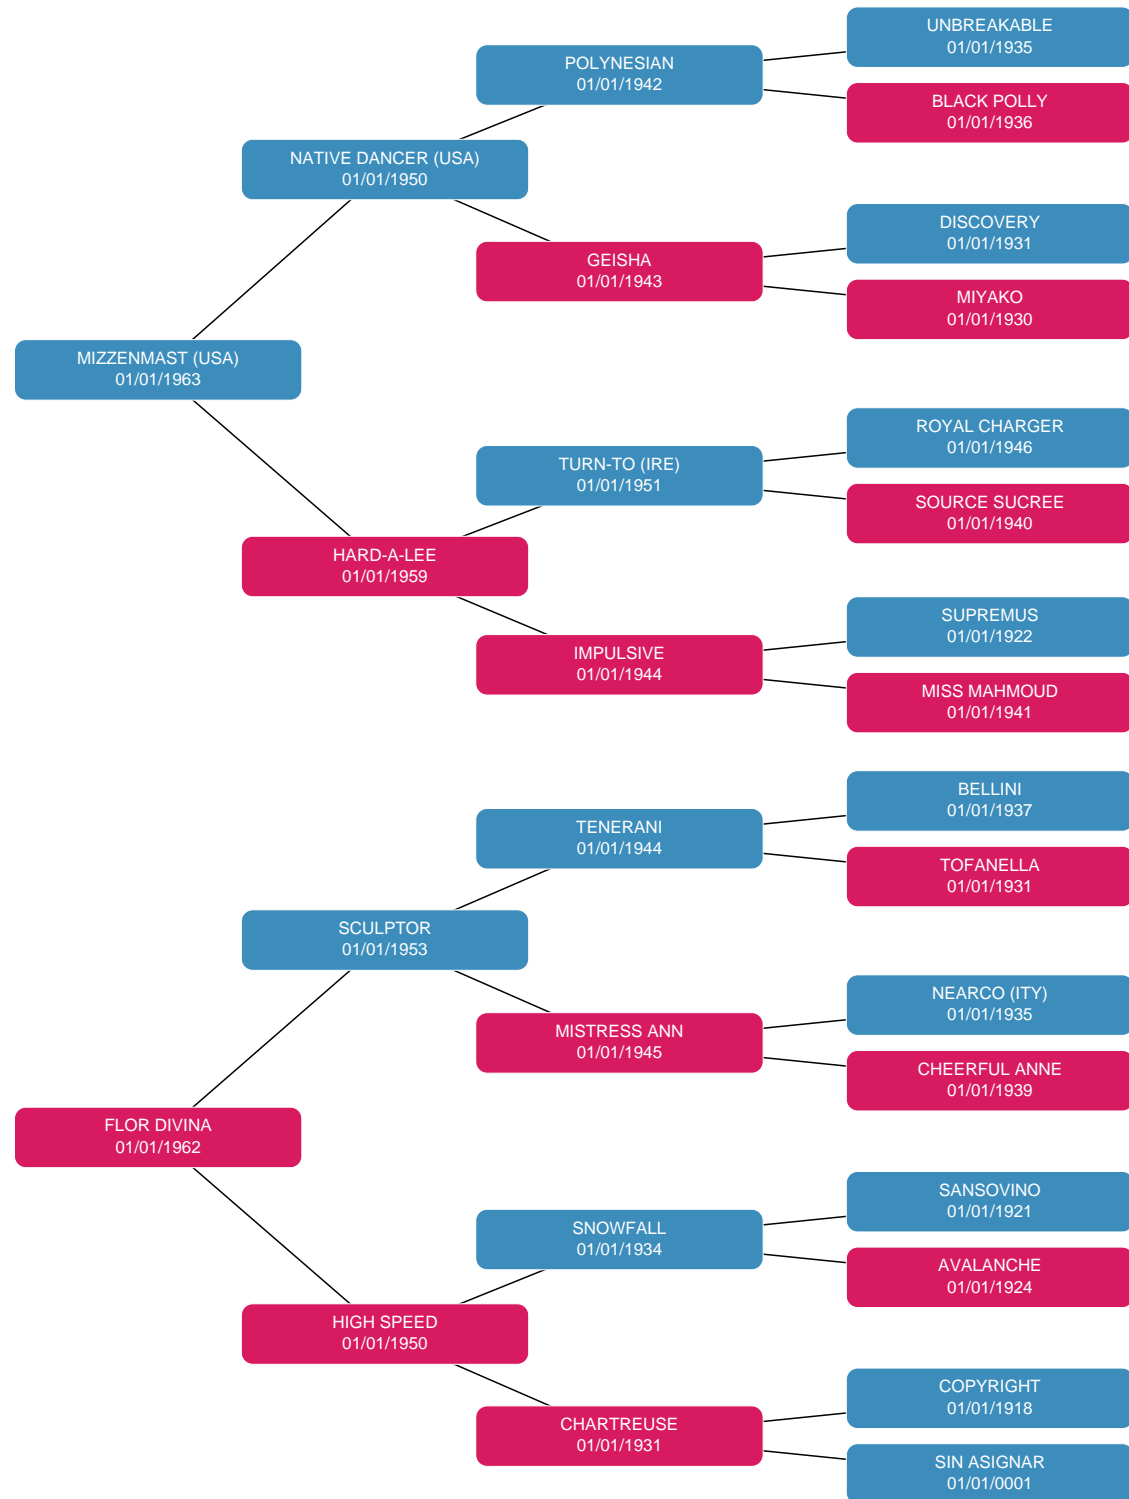 UNBREAKABLE
01/01/1935
POLYNESIAN
01/01/1942
BLACK POLLY
01/01/1936
NATIVE DANCER (USA)
01/01/1950
DISCOVERY
01/01/1931
GEISHA
01/01/1943
MIYAKO
01/01/1930
MIZZENMAST (USA)
01/01/1963
ROYAL CHARGER
01/01/1946
TURN-TO (IRE)
01/01/1951
SOURCE SUCREE
01/01/1940
HARD-A-LEE
01/01/1959
SUPREMUS
01/01/1922
IMPULSIVE
01/01/1944
MISS MAHMOUD
01/01/1941
BELLINI
01/01/1937
TENERANI
01/01/1944
TOFANELLA
01/01/1931
SCULPTOR
01/01/1953
NEARCO (ITY)
01/01/1935
MISTRESS ANN
01/01/1945
CHEERFUL ANNE
01/01/1939
FLOR DIVINA
01/01/1962
SANSOVINO
01/01/1921
SNOWFALL
01/01/1934
AVALANCHE
01/01/1924
HIGH SPEED
01/01/1950
COPYRIGHT
01/01/1918
CHARTREUSE
01/01/1931
SIN ASIGNAR
01/01/0001